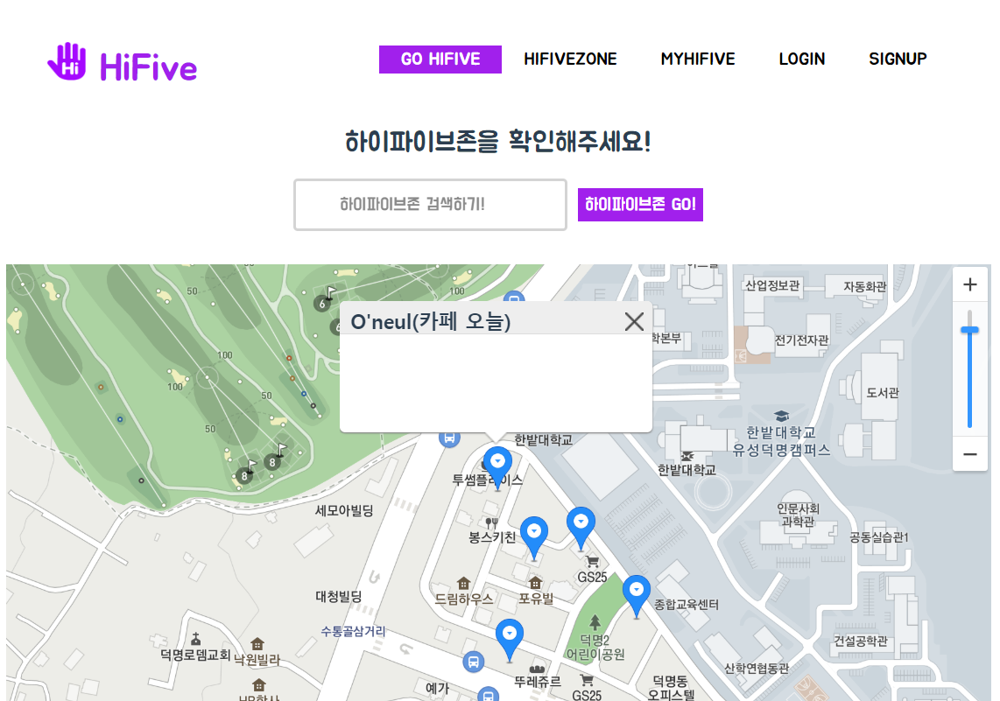 Hi HiFive
GO HIFIVE HIFIVEZONE MYHIFIVE LOGIN SIGNUP
하이파이브존을 확인해주세요!
하이파이브존 검색하기!
하이파이브존 GO!
50
100
6
O'neul(카페 오늘)
산업정보관
자동화관
학본부
전기전자관
100
50
100
50
도서관
한밭대학교
유성덕명캠퍼스
한밭대학교
8
8
투썸플레이스
한밭대학교
세모아빌딩
인문사회
과학관
봉스키친
공동실습관1
GS25
대청빌딩
드림하우스
포유빌
종합교육센터
수통골삼거리
덕명2
어린이공원
건설공학관
덕명로뎀교회
낙원빌라
산학연협동관
뚜레쥬르
예가
GS25
덕명동
오피스텔